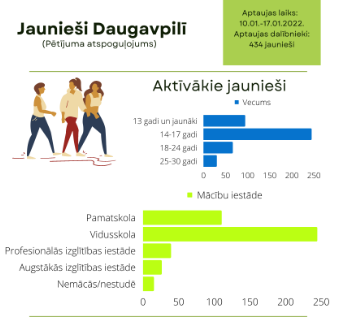 Jaunieši Daugavpilī
(Pētījuma atspoguļojums)
Aptaujas laiks:
10.01.-17.01.2022.
Aptaujas dalībnieki:
434 jaunieši
Aktīvākie jaunieši
Vecums
13 gadi un jaunāki
14-17 gadi
18-24 gadi
25-30 gadi
0 50 100 150 200 250
Mācību iestāde
Pamatskola
Vidusskola
Profesionālās izglītības iestāde
Augstākās izglītības iestāde
Nemācās/nestudē
0 50 100 150 200 250